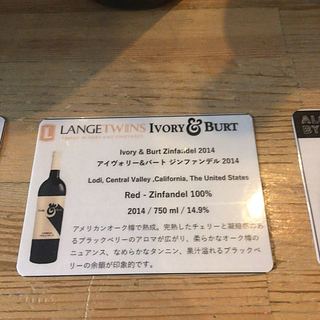 L LANGETWINS IVORY & BURT
Ivory & Burt Zinfandel 2014
アイヴォリー&バート ジンファンデル 2014
Lodi, Central Valley ,California, The United States
Red - Zinfandel 100%
2014 / 750 ml / 14.9%
アメリカンオーク樽で熟成。完熟したチェリーと凝縮感のあ
るブラックベリーのアロマが広がり、柔らかなオーク樽の
ニュアンス、なめらかなタンニン、果汁溢れるブラックベリ
ーの余韻が印象的です。